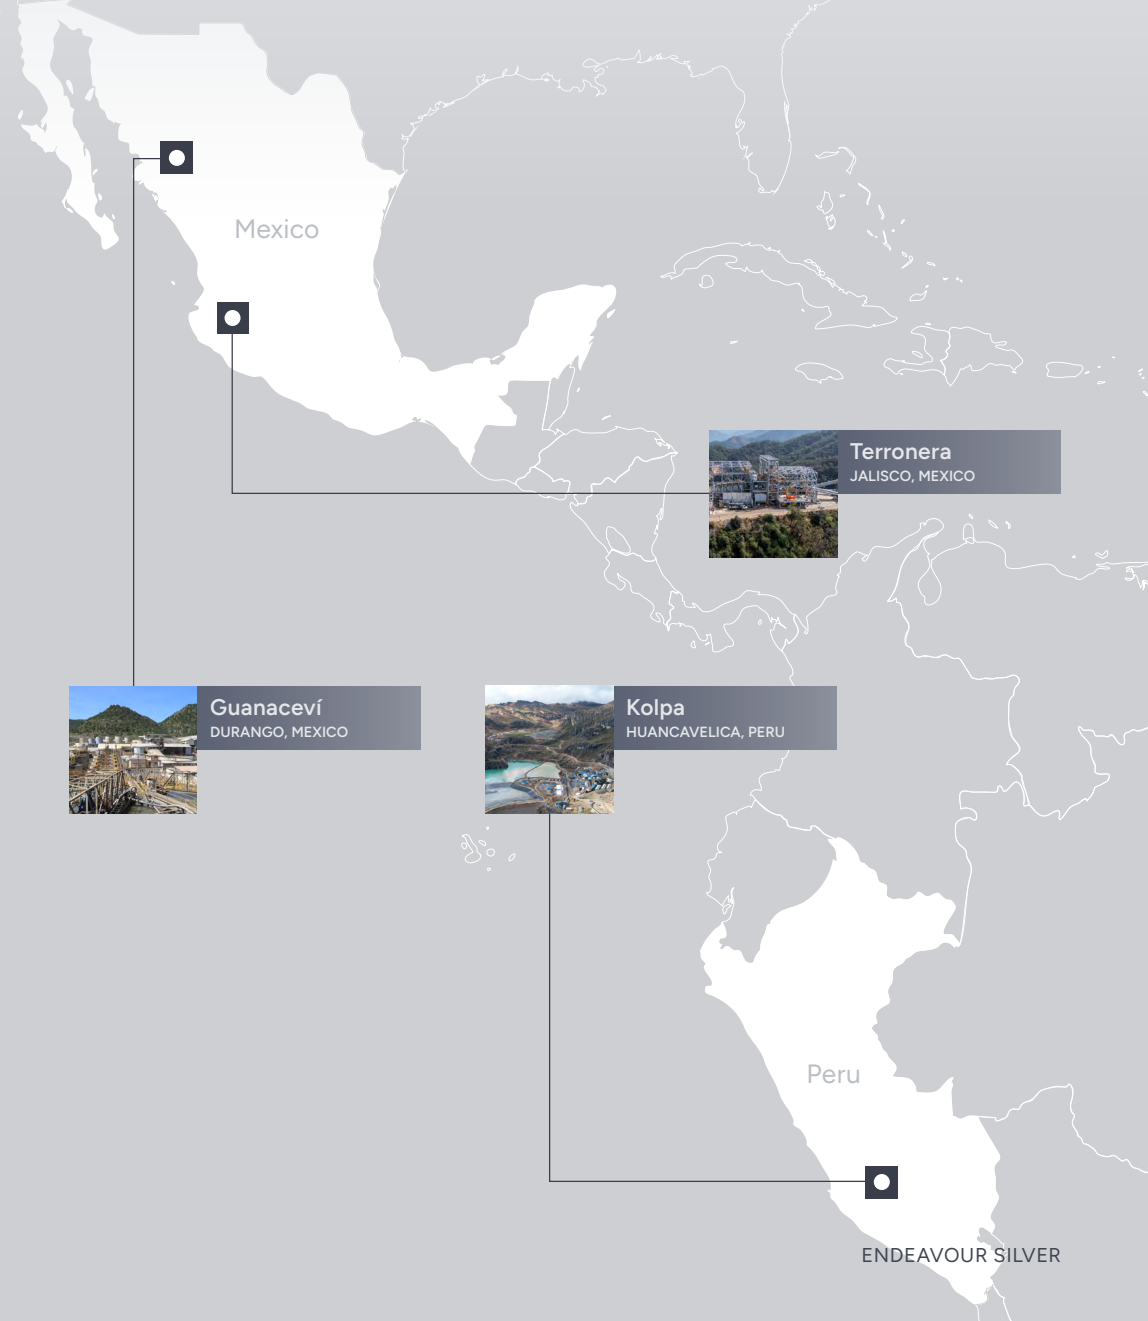 Mexico
Terronera
JALISCO, MEXICO
Guanaceví
DURANGO, MEXICO
Kolpa
HUANCAVELICA, PERU
Peru
ENDEAVOUR SILVER